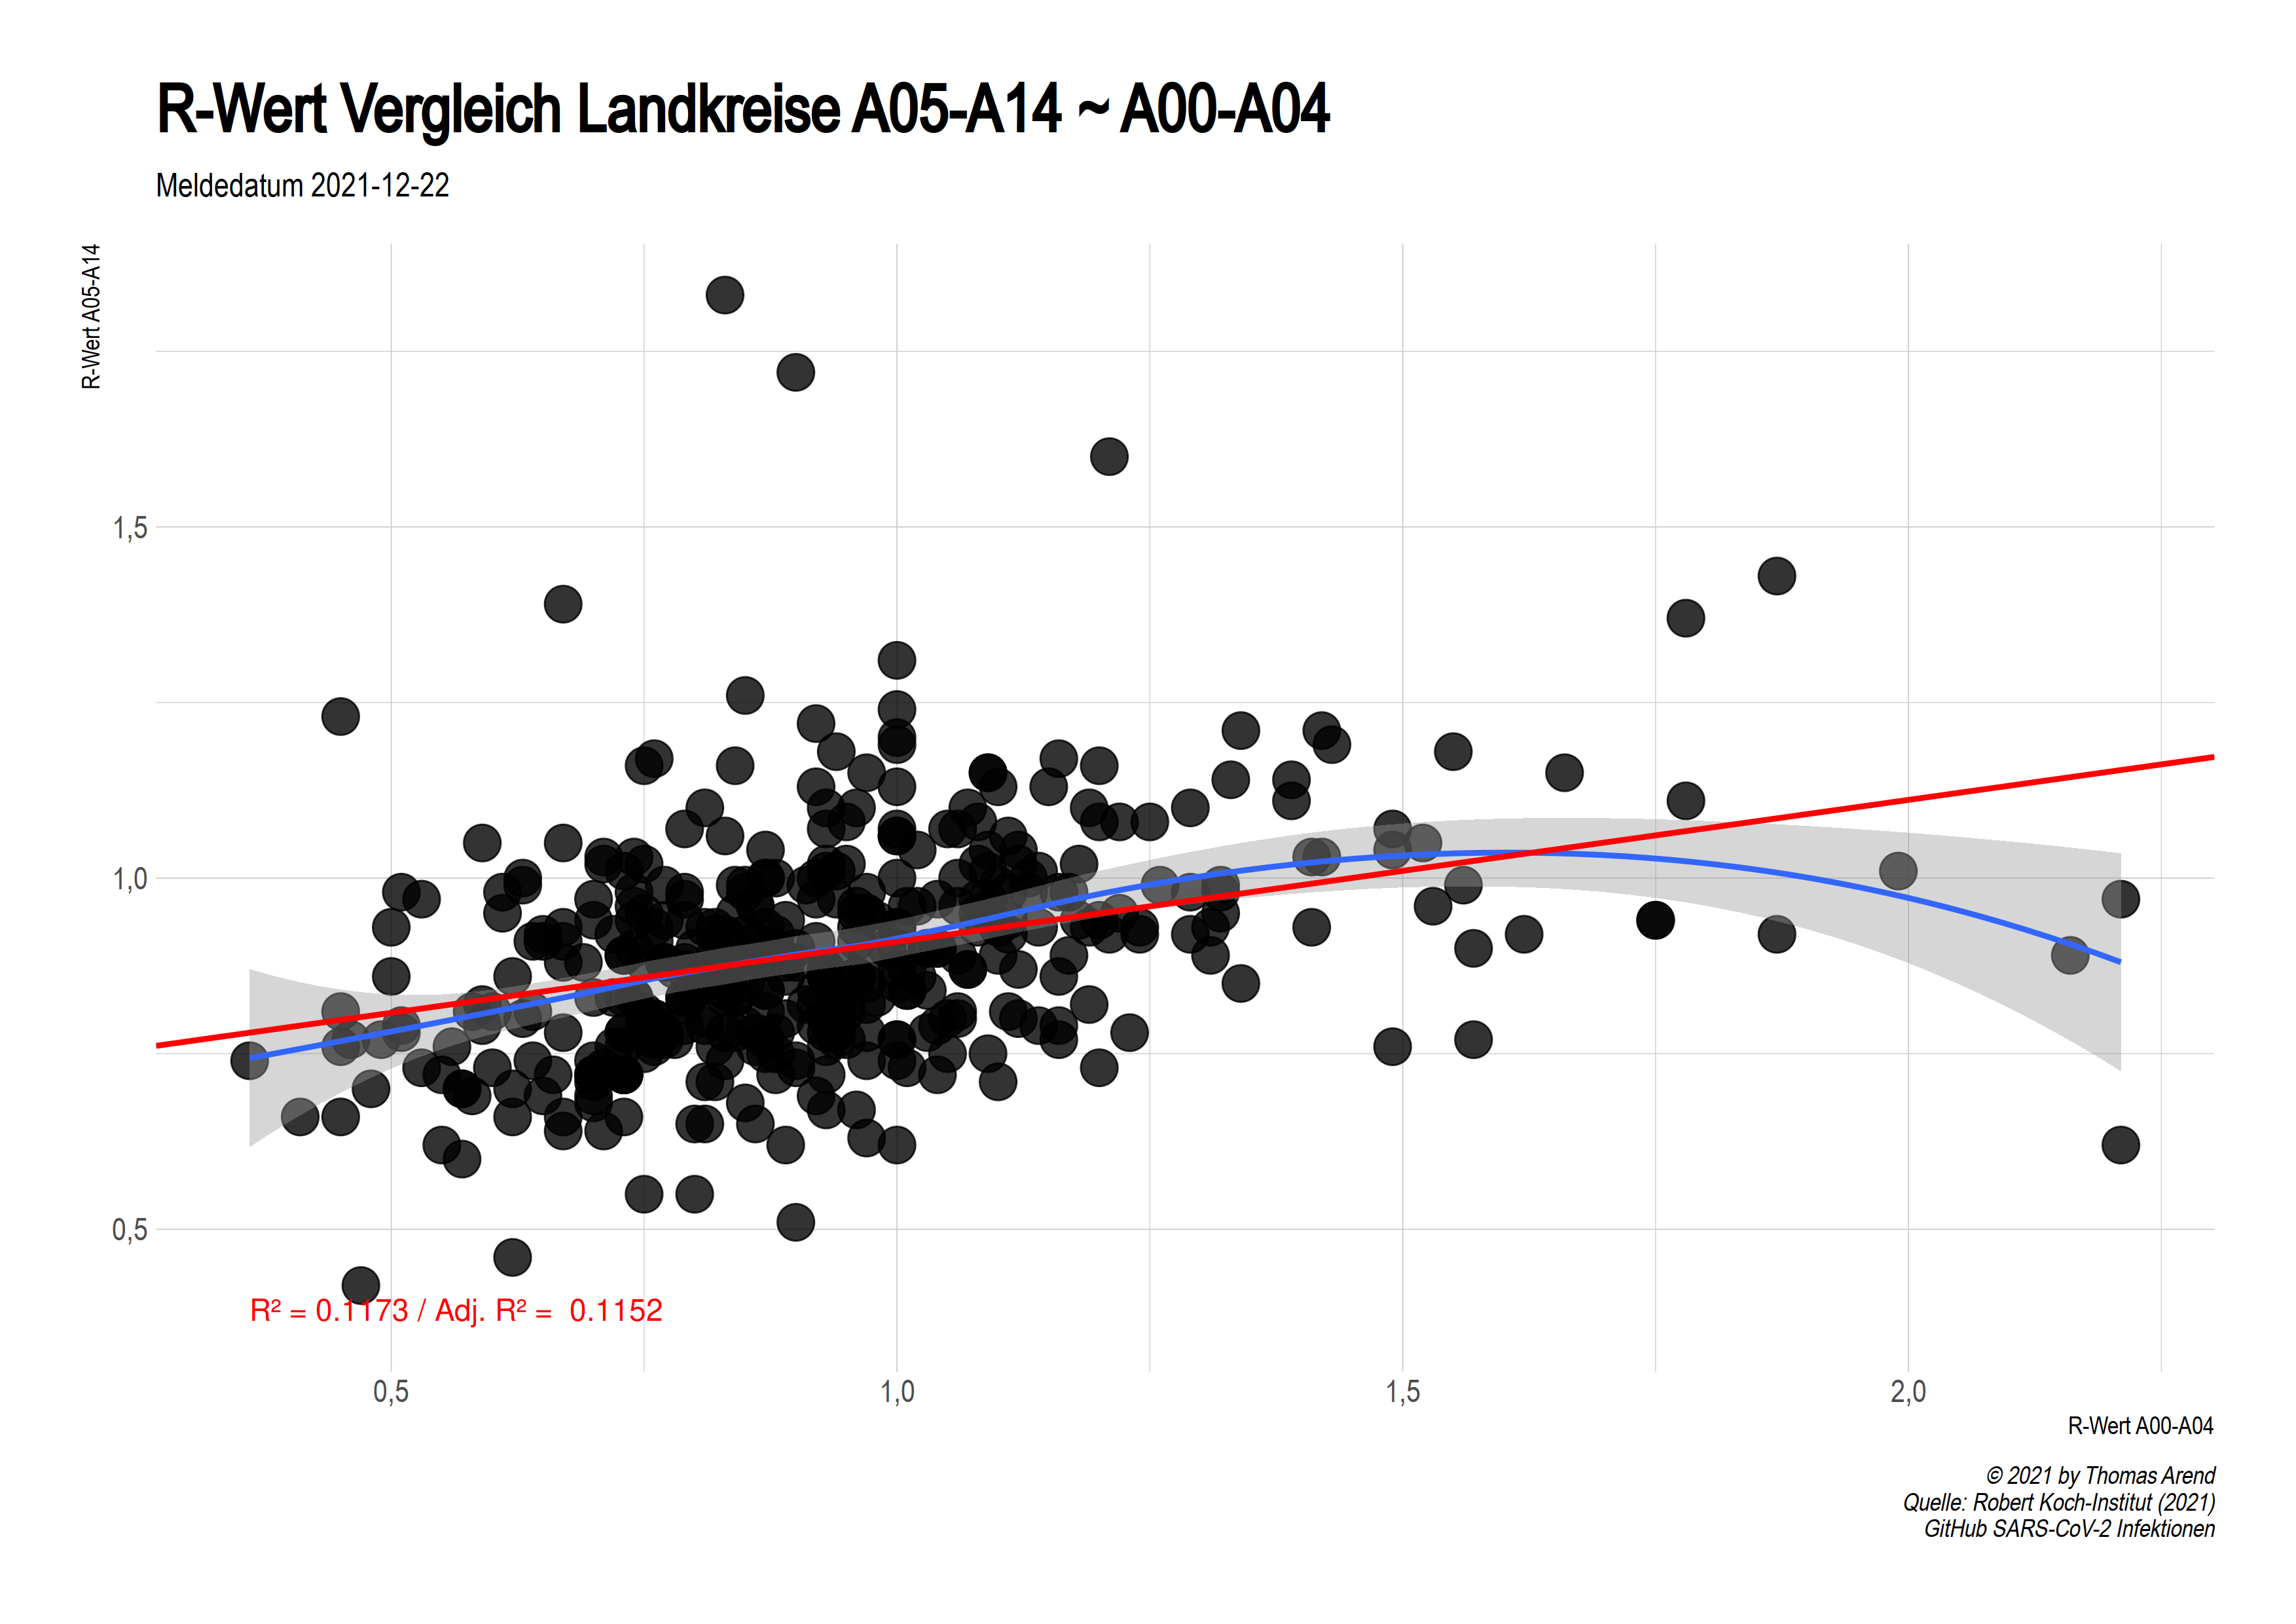 R-Wert Vergleich Landkreise A05-A14 ~ A00-A04
Meldedatum 2021-12-22
R-Wert A05-A14
1,5
1,0
0,5
R² = 0.1173 / Adj. R² =  0.1152
0,5 1,0 1,5 2,0
R-Wert A00-A04
© 2021 by Thomas Arend
Quelle: Robert Koch-Institut (2021)
GitHub SARS-CoV-2 Infektionen